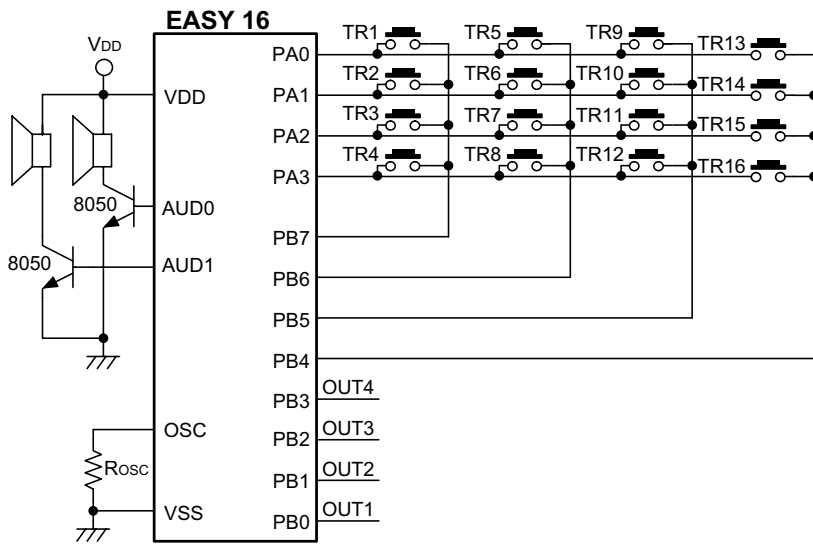 EASY 16
VDD
VDD
AUD0
8050
AUD1
8050
OSC
ROSC
VSS
PA0
PA1
PA2
PA3
PB7
PB6
PB5
PB4
PB3
PB2
PB1
PB0
TR1
TR5
TR9
TR13
TR2
TR6
TR10
TR14
TR3
TR7
TR11
TR15
TR4
TR8
TR12
TR16
OUT4
OUT3
OUT2
OUT1